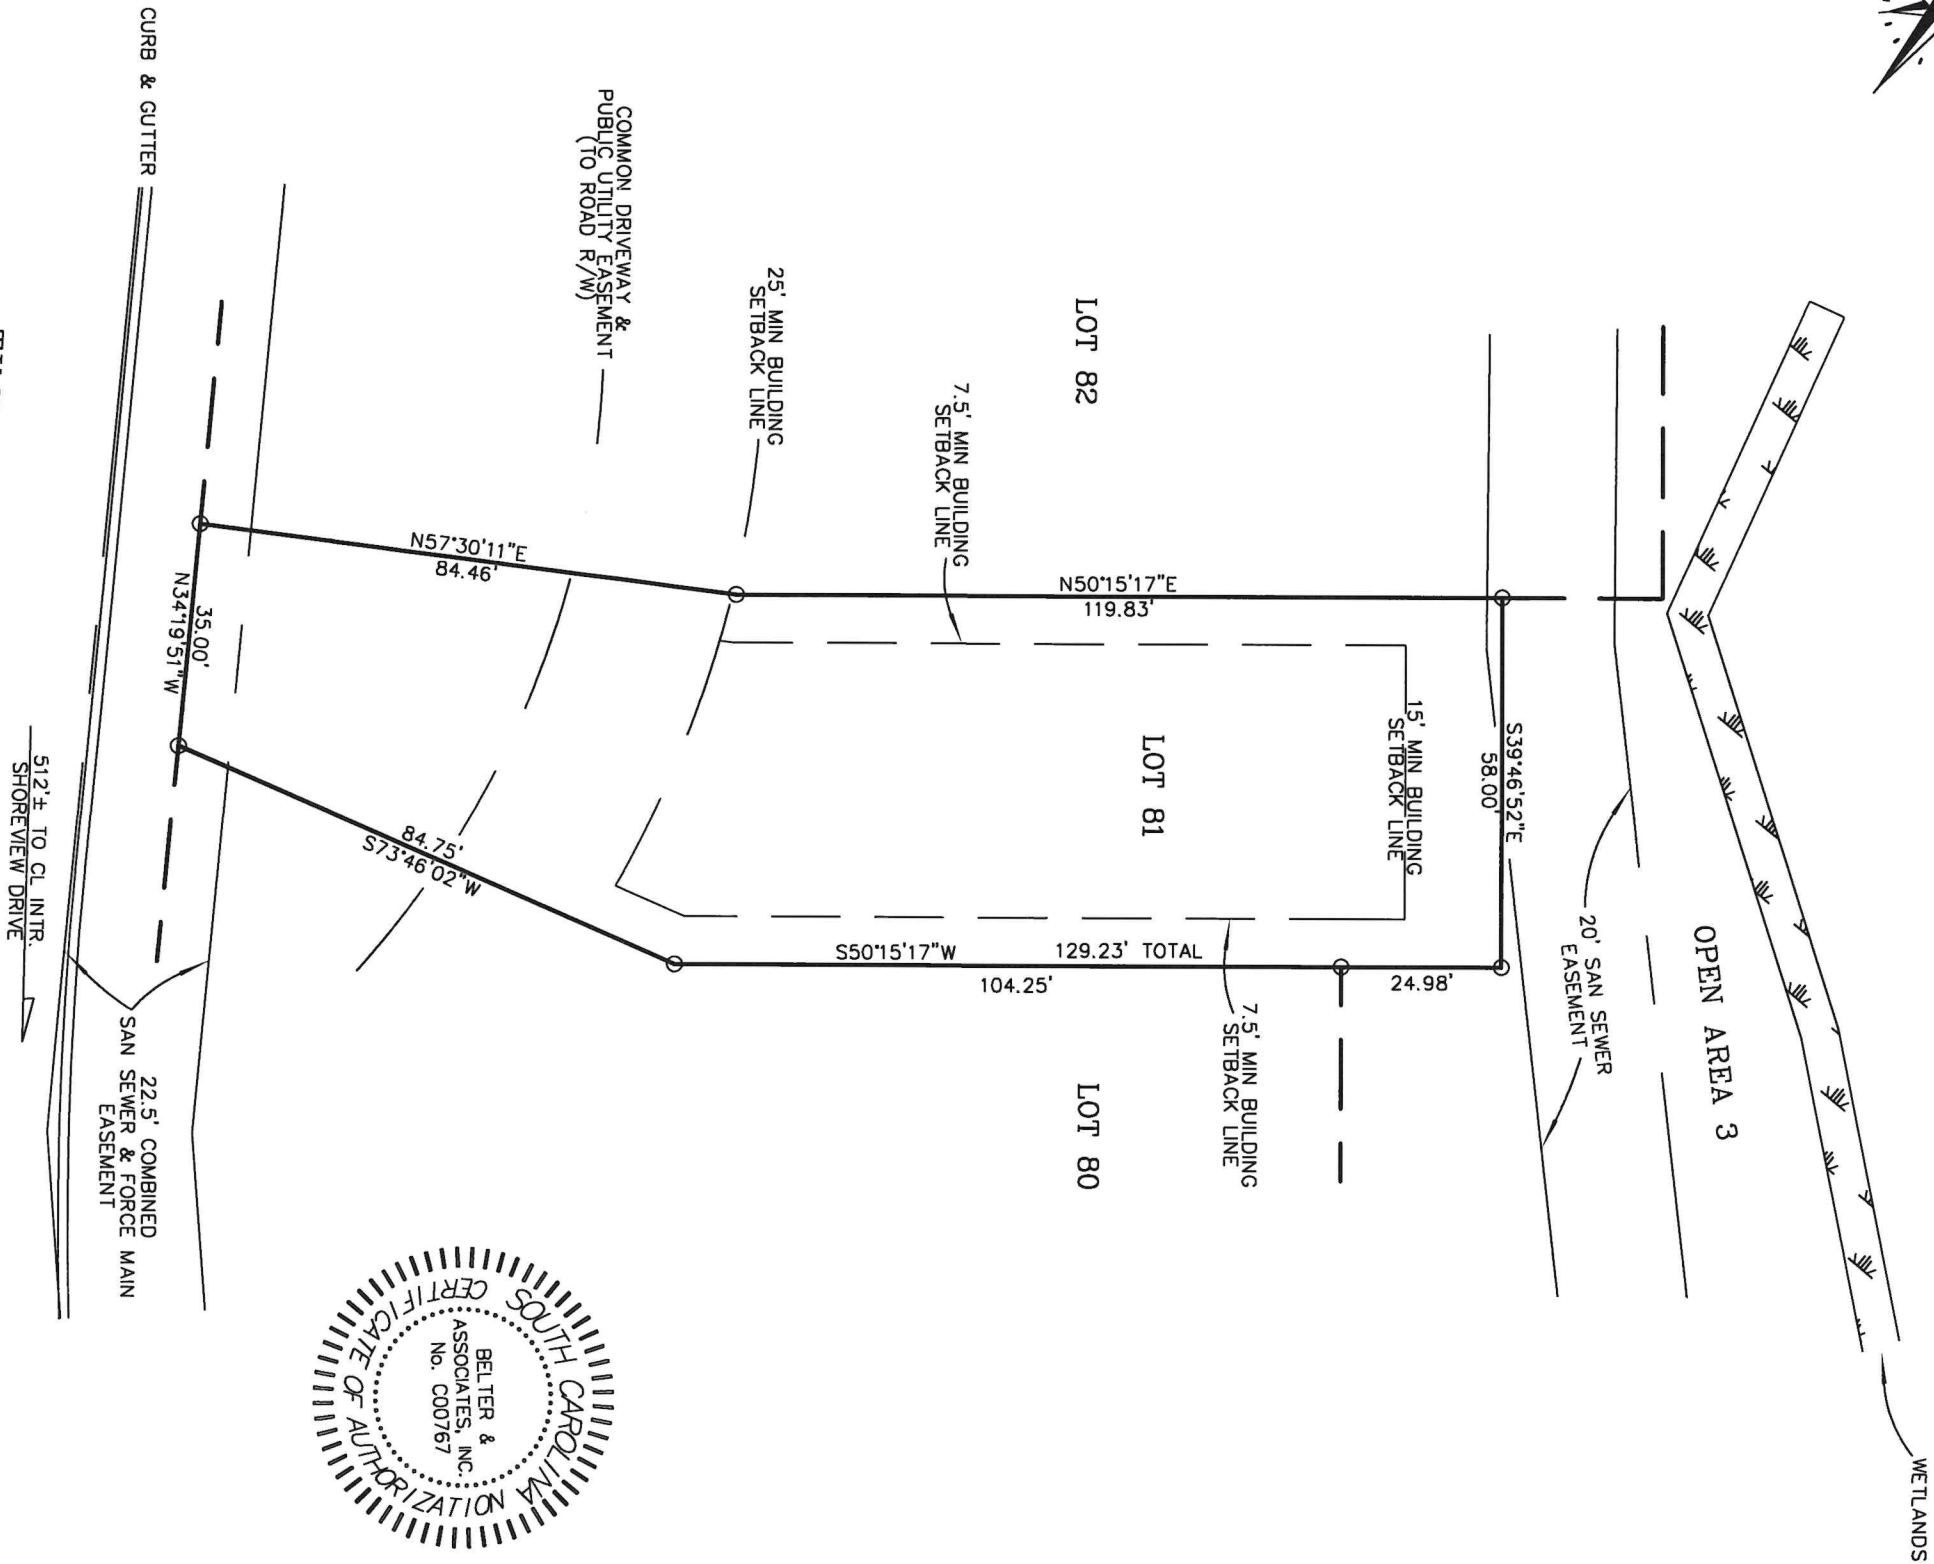 WETLANDS
OPEN AREA 3
20' SAN SEWER
EASEMENT
S39°46'52"E
58.00'
15' MIN BUILDING
SETBACK LINE
LOT 82
LOT 81
LOT 80
N50°15'17"E
119.83'
7.5' MIN BUILDING
SETBACK LINE
24.98'
7.5' MIN BUILDING
SETBACK LINE
S50°15'17"W
129.23' TOTAL
104.25'
25' MIN BUILDING
SETBACK LINE
COMMON DRIVEWAY &
PUBLIC UTILITY EASEMENT
(TO ROAD R/W)
N57°30'11"E
84.46'
84.75'
S73°46'02"W
35.00'
N34°19'51"W
CURB & GUTTER
22.5' COMBINED
SAN SEWER & FORCE MAIN
EASEMENT
512'± TO CL INTR.
SHOREVIEW DRIVE
SOUTH CAROLINA
CERTIFICATE OF AUTHORIZATION
BELTER &
ASSOCIATES, INC.
No. C00767